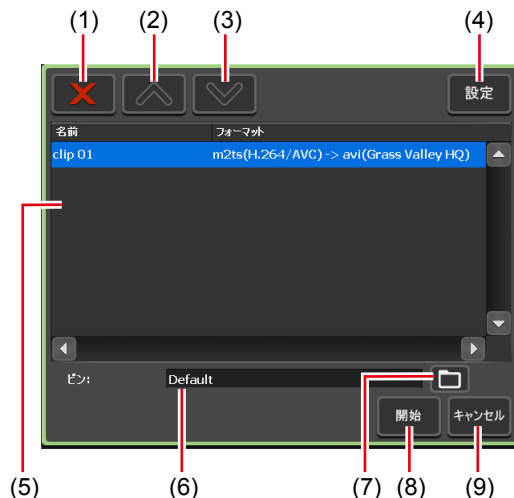 (1) (2) (3) (4)
設定
名前 フォーマット
clip 01 m2ts(H.264/AVC) -> avi(Grass Valley HQ)
ビン: Default
開始 キャンセル
(5) (6) (7) (8) (9)